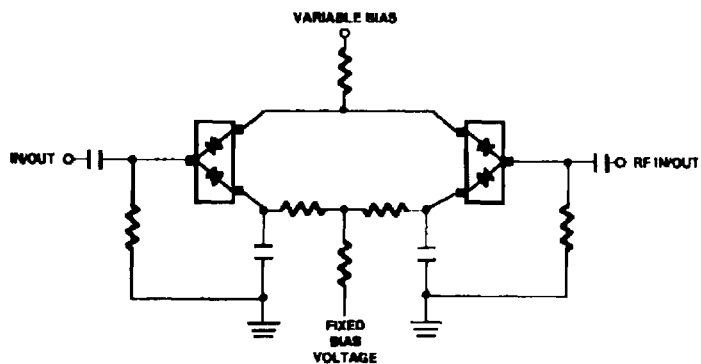 VARIABLE BIAS
IN/OUT
RF IN/OUT
FIXED
BIAS
VOLTAGE